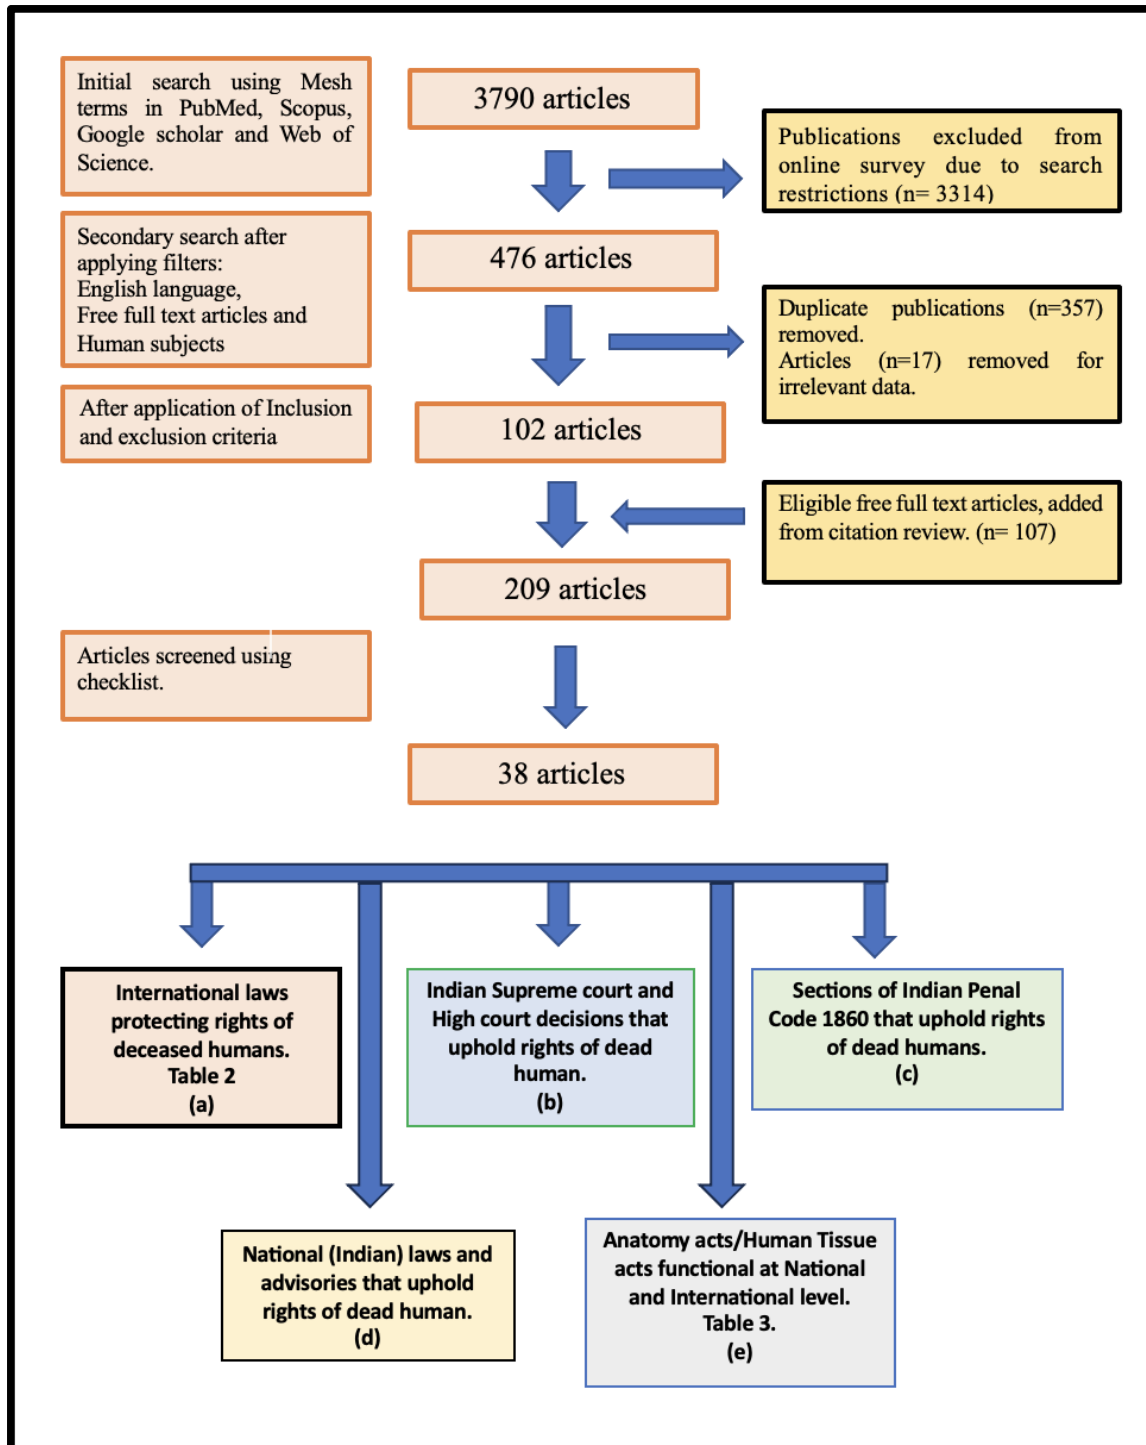 Initial search using Mesh
terms in PubMed, Scopus,
Google scholar and Web of
Science.
3790 articles
Publications excluded from
online survey due to search
restrictions (n= 3314)
Secondary search after
applying filters:
English language,
Free full text articles and
Human subjects
476 articles
Duplicate publications (n=357)
removed.
Articles (n=17) removed for
irrelevant data.
After application of Inclusion
and exclusion criteria
102 articles
Eligible free full text articles, added
from citation review. (n= 107)
209 articles
Articles screened using
checklist.
38 articles
International laws
protecting rights of
deceased humans.
Table 2
(a)
Indian Supreme court and
High court decisions that
uphold rights of dead
human.
(b)
Sections of Indian Penal
Code 1860 that uphold rights
of dead humans.
(c)
National (Indian) laws and
advisories that uphold
rights of dead human.
(d)
Anatomy acts/Human Tissue
acts functional at National
and International level.
Table 3.
(e)